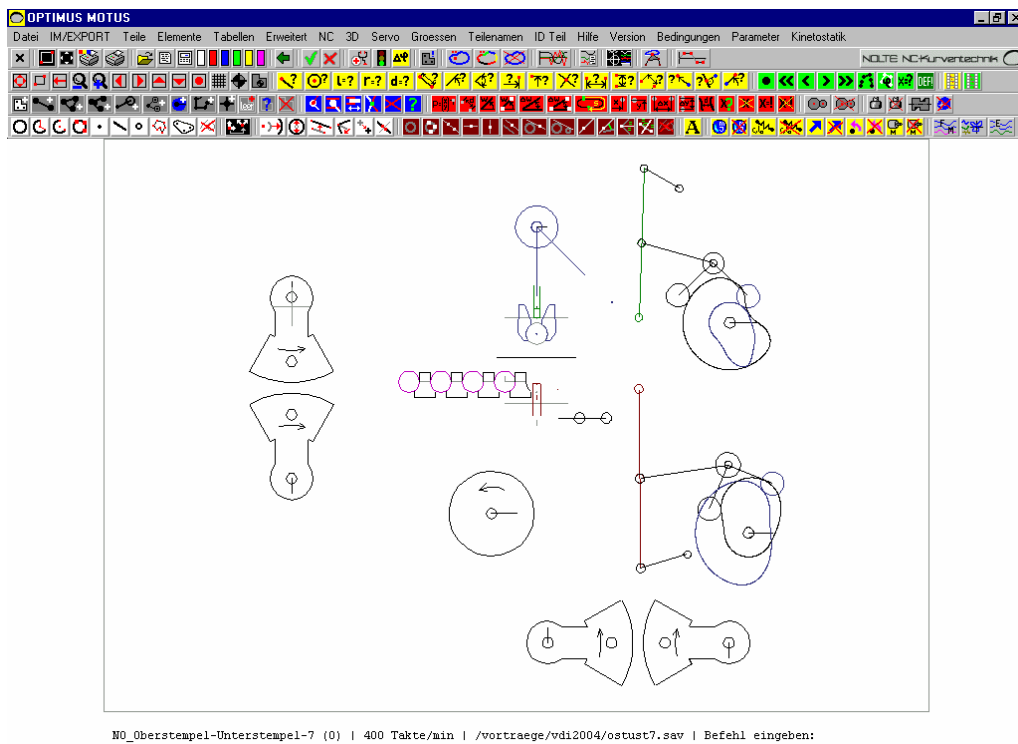 OPTIMUS MOTUS
Datei IM/EXPORT Teile Elemente Tabellen Erweitert NC 3D Servo Groessen Teilenamen ID Teil Hilfe Version Bedingungen Parameter Kinetostatik
NOLTE NC-Kurventechnik
N0_Oberstempel-Unterstempel-7 (0) | 400 Takte/min | /vortraege/vdi2004/ostust7.sav | Befehl eingeben: